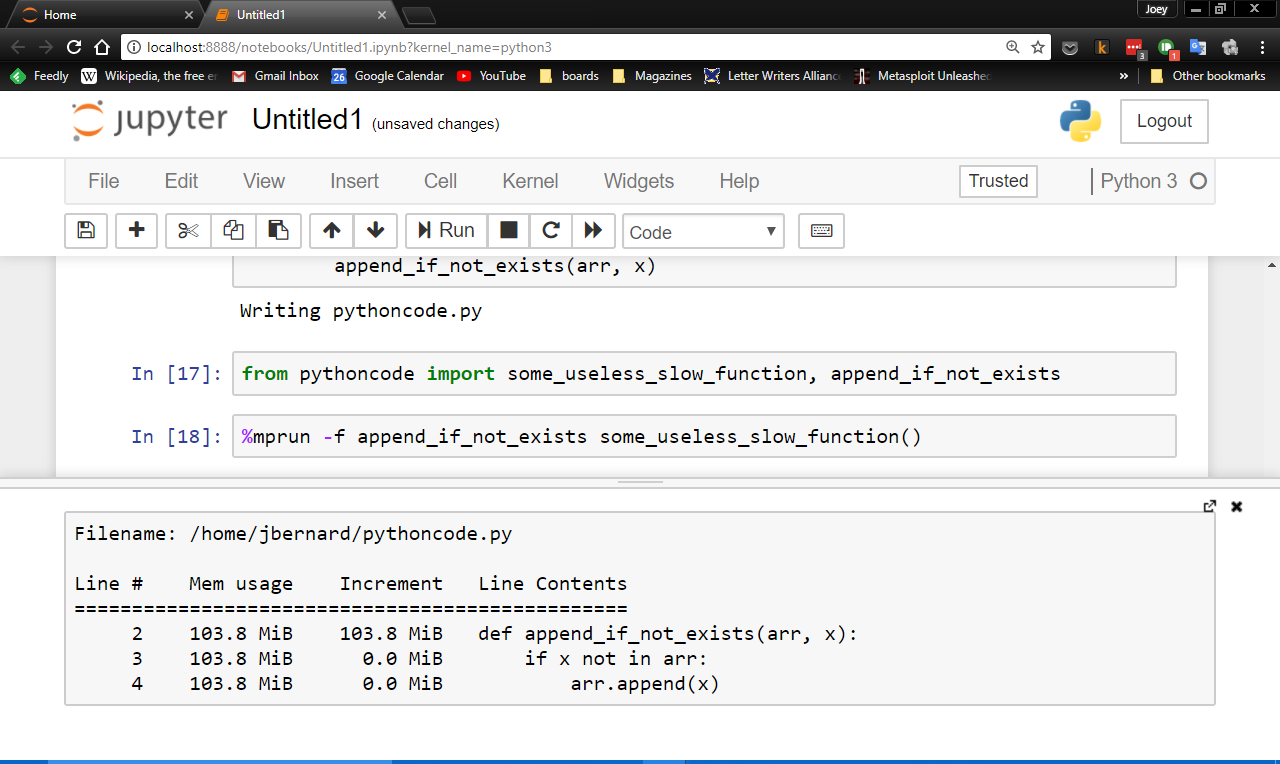 Home
Untitled1
Joey
localhost:8888/notebooks/Untitled1.ipynb?kernel_name=python3
3
1
Feedly
W Wikipedia, the free er
Gmail Inbox
26 Google Calendar
YouTube
boards
Magazines
Letter Writers Alliance
Metasploit Unleashed
»
Other bookmarks
jupyter Untitled1 (unsaved changes)
Logout
File Edit View Insert Cell Kernel Widgets Help
Trusted
Python 3
Run
Code
append_if_not_exists(arr, x)
Writing pythoncode.py
In [17]: from pythoncode import some_useless_slow_function, append_if_not_exists
In [18]: %mprun -f append_if_not_exists some_useless_slow_function()
Filename: /home/jbernard/pythoncode.py
Line # Mem usage Increment Line Contents
================================================
2 103.8 MiB 103.8 MiB def append_if_not_exists(arr, x):
3 103.8 MiB 0.0 MiB if x not in arr:
4 103.8 MiB 0.0 MiB arr.append(x)